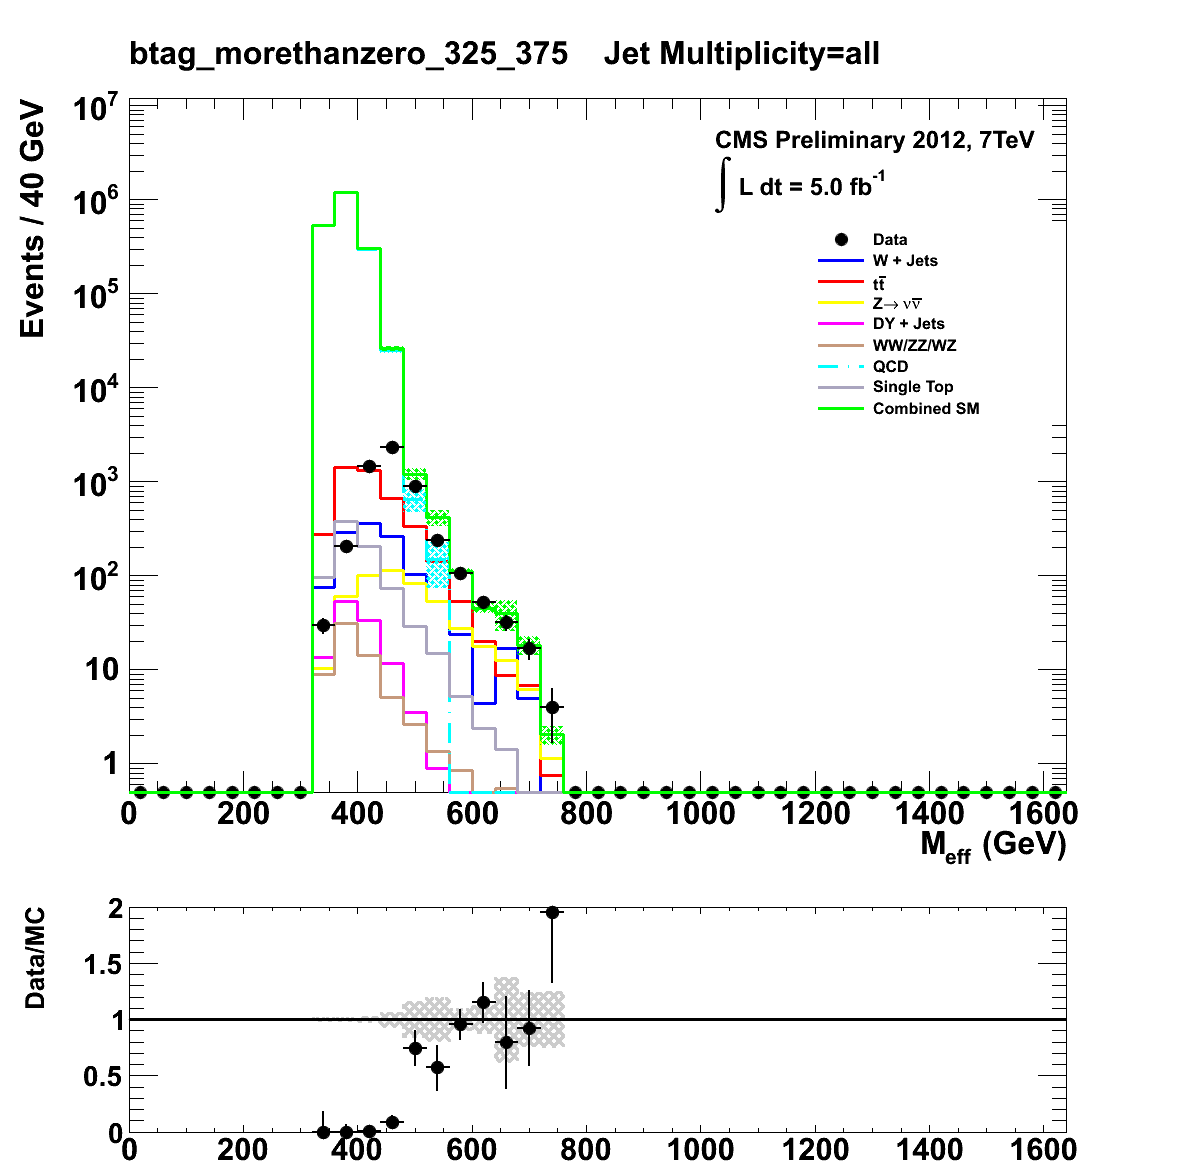 btag_morethanzero_325_375 Jet Multiplicity=all
Events / 40 GeV
10⁷
10⁶
10⁵
10⁴
10³
10²
10
1
CMS Preliminary 2012, 7TeV
∫ L dt = 5.0 fb⁻¹
Data
W + Jets
tt̅
Z→ νν̅
DY + Jets
WW/ZZ/WZ
QCD
Single Top
Combined SM
0 200 400 600 800 1000 1200 1400 1600
M_eff (GeV)
Data/MC
2
1.5
1
0.5
0
0 200 400 600 800 1000 1200 1400 1600